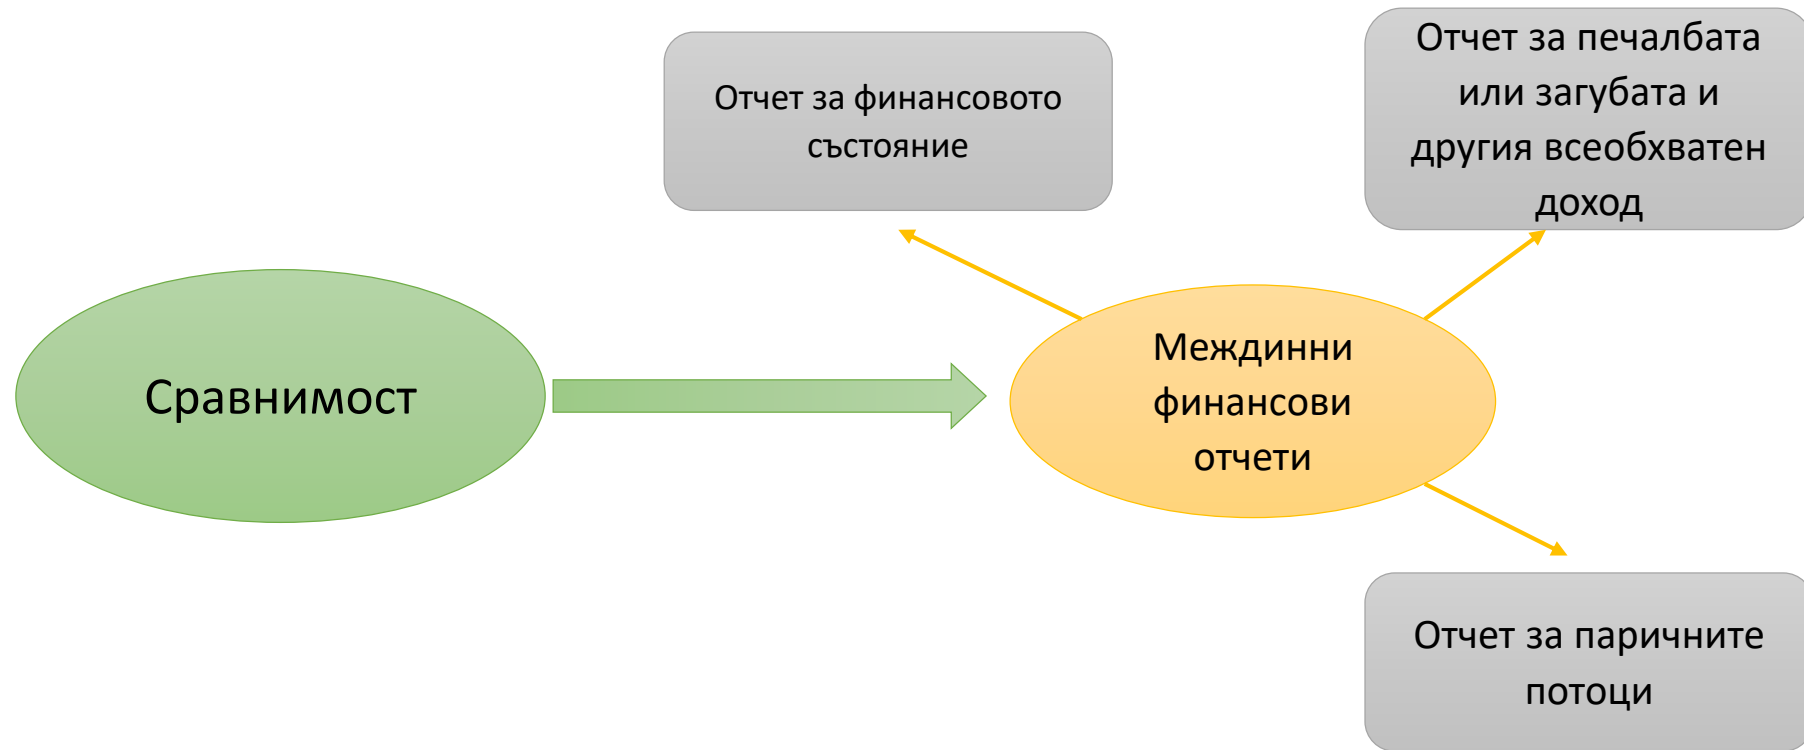 Отчет за финансовото
състояние
Отчет за печалбата
или загубата и
другия всеобхватен
доход
Сравнимост
Междинни
финансови
отчети
Отчет за паричните
потоци